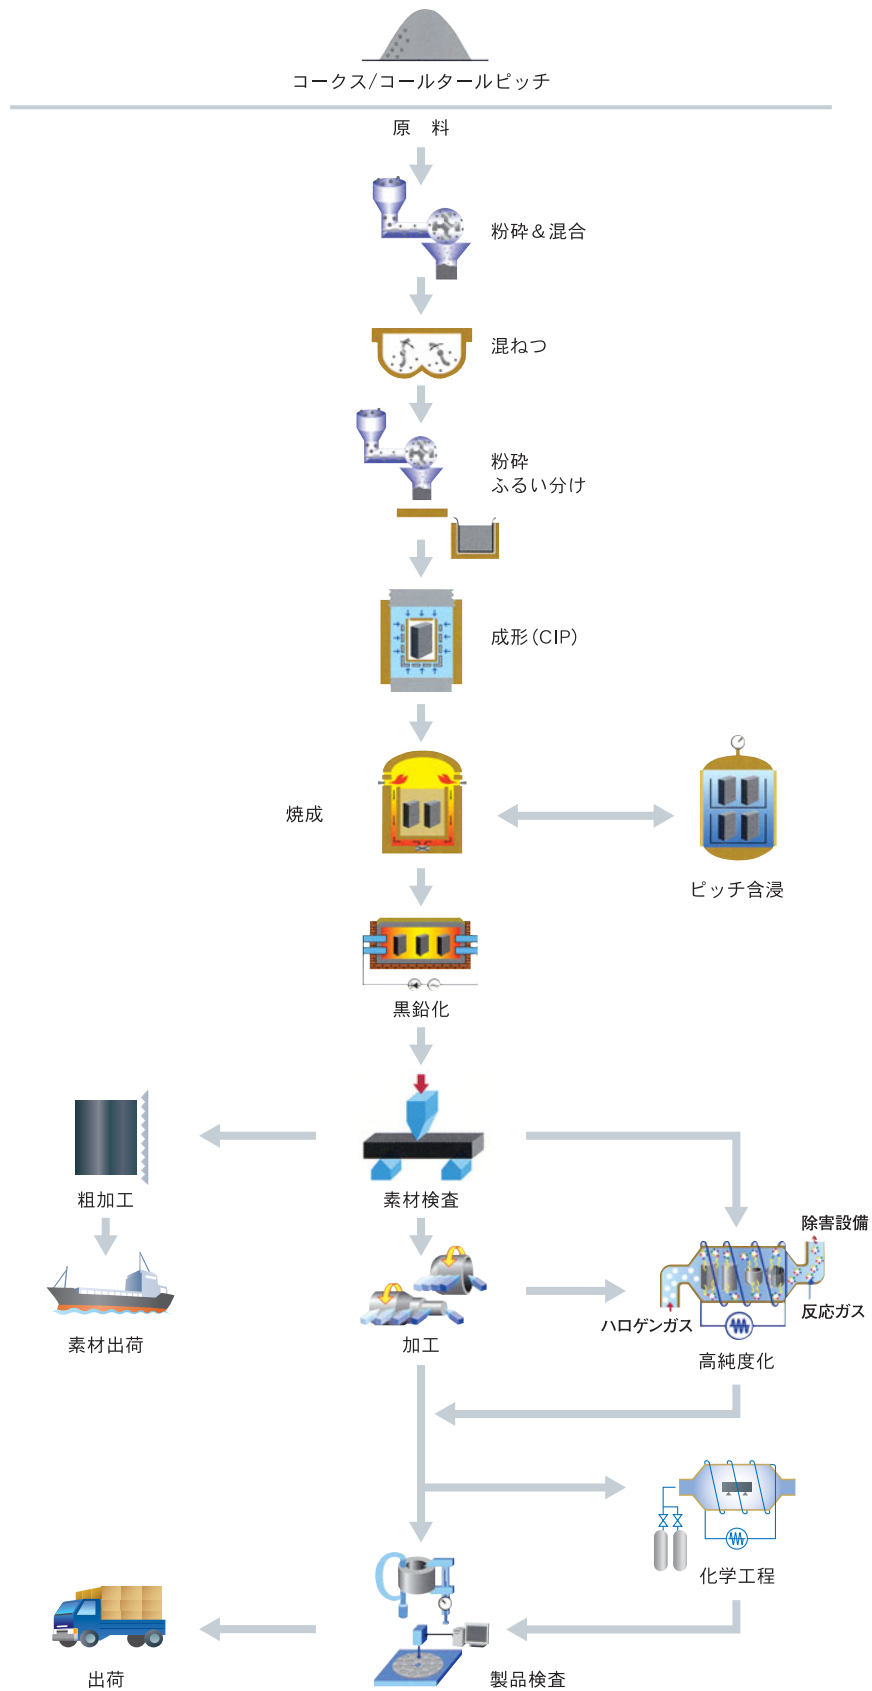 コークス/コールタールピッチ
原　料
粉砕＆混合
混ねつ
粉砕
ふるい分け
成形(CIP)
焼成
ピッチ含浸
黒鉛化
粗加工
素材検査
除害設備
ハロゲンガス
反応ガス
素材出荷
加工
高純度化
化学工程
出荷
製品検査